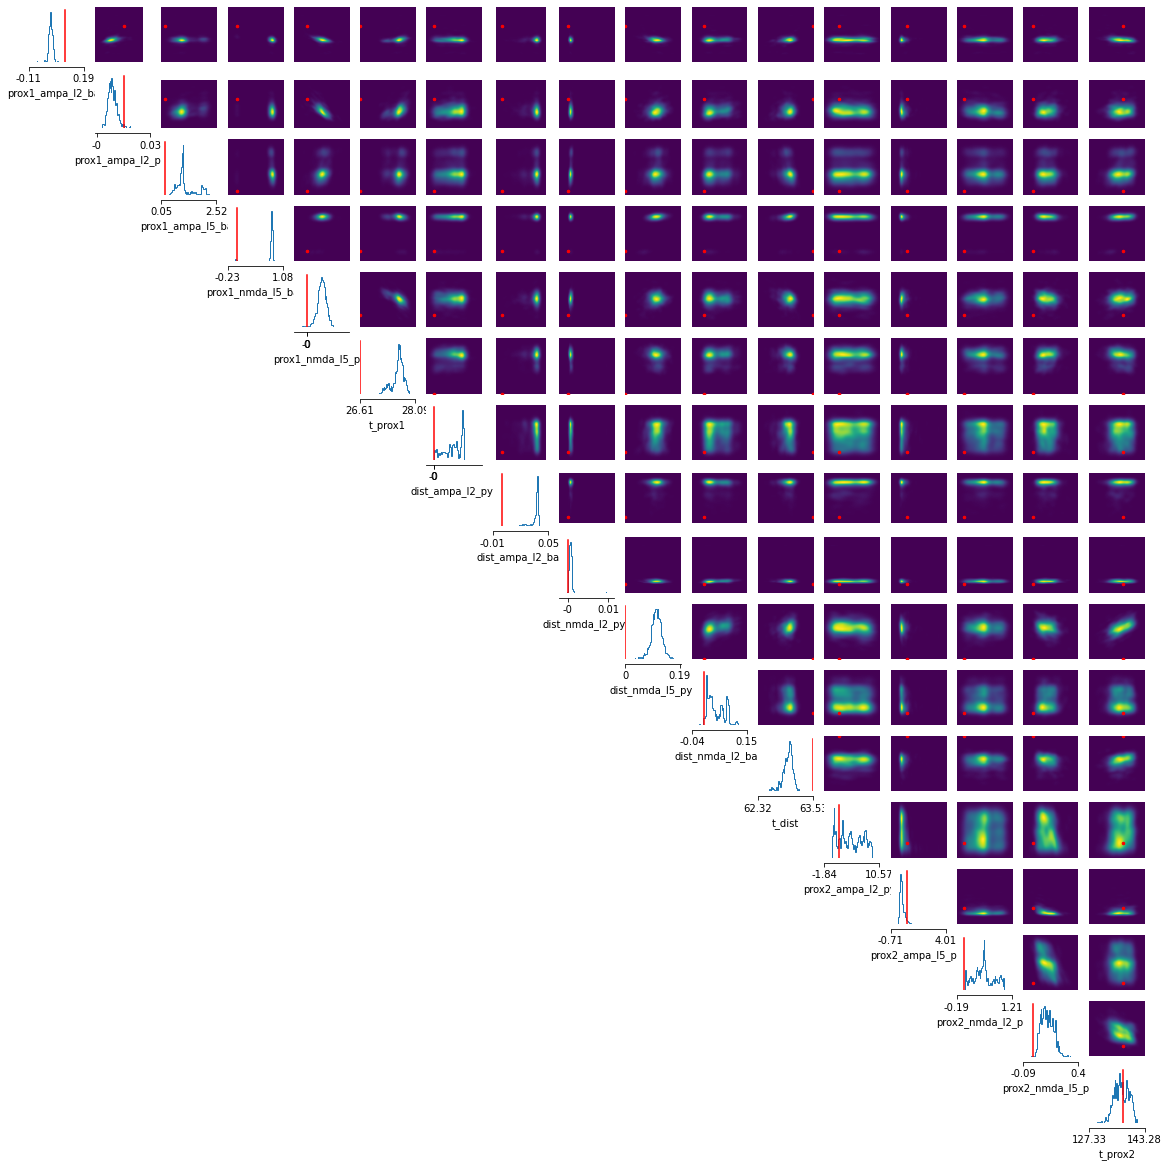 -0.11 0.19
prox1_ampa_l2_ba
-0 0.03
prox1_ampa_l2_p
0.05 2.52
prox1_ampa_l5_ba
-0.23 1.08
prox1_nmda_l5_b
-0
prox1_nmda_l5_p
26.61 28.09
t_prox1
-0
dist_ampa_l2_py
-0.01 0.05
dist_ampa_l2_ba
-0 0.01
dist_nmda_l2_py
0 0.19
dist_nmda_l5_py
-0.04 0.15
dist_nmda_l2_ba
62.32 63.53
t_dist
-1.84 10.57
prox2_ampa_l2_py
-0.71 4.01
prox2_ampa_l5_p
-0.19 1.21
prox2_nmda_l2_p
-0.09 0.4
prox2_nmda_l5_p
127.33 143.28
t_prox2